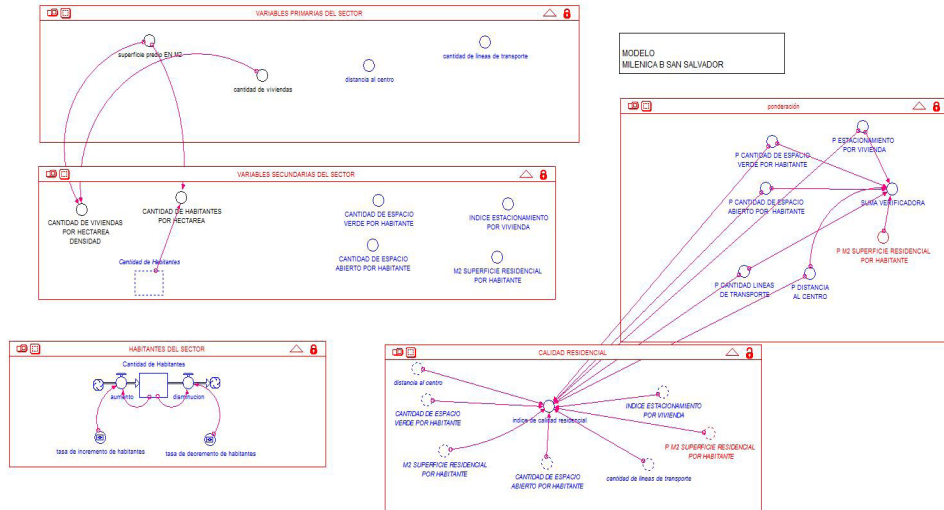 VARIABLES PRIMARIAS DEL SECTOR
superficie predio EN M2
cantidad de viviendas
distancia al centro
cantidad de lineas de transporte
MODELO
MILENICA B SAN SALVADOR
VARIABLES SECUNDARIAS DEL SECTOR
CANTIDAD DE VIVIENDAS
POR HECTAREA
DENSIDAD
CANTIDAD DE HABITANTES
POR HECTAREA
Cantidad de Habitantes
CANTIDAD DE ESPACIO
VERDE POR HABITANTE
INDICE ESTACIONAMIENTO
POR VIVIENDA
CANTIDAD DE ESPACIO
ABIERTO POR HABITANTE
M2 SUPERFICIE RESIDENCIAL
POR HABITANTE
ponderación
P ESTACIONAMIENTO
POR VIVIENDA
P CANTIDAD DE ESPACIO
VERDE POR HABITANTE
P CANTIDAD DE ESPACIO
ABIERTO POR HABITANTE
SUMA VERIFICADORA
P M2 SUPERFICIE RESIDENCIAL
POR HABITANTE
P CANTIDAD LINEAS
DE TRANSPORTE
P DISTANCIA
AL CENTRO
HABITANTES DEL SECTOR
Cantidad de Habitantes
aumento
disminucion
tasa de incremento de habitantes
tasa de decremento de habitantes
CALIDAD RESIDENCIAL
distancia al centro
CANTIDAD DE ESPACIO
VERDE POR HABITANTE
indice de calidad residencial
INDICE ESTACIONAMIENTO
POR VIVIENDA
P M2 SUPERFICIE RESIDENCIAL
POR HABITANTE
M2 SUPERFICIE RESIDENCIAL
POR HABITANTE
CANTIDAD DE ESPACIO
ABIERTO POR HABITANTE
cantidad de lineas de transporte